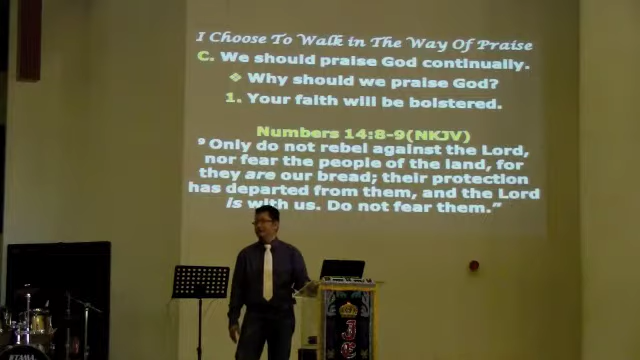 I Choose To Walk in The Way Of Praise
C. We should praise God continually.
❖ Why should we praise God?
1. Your faith will be bolstered.
Numbers 14:8-9(NKJV)
9 Only do not rebel against the Lord,
nor fear the people of the land, for
they are our bread; their protection
has departed from them, and the Lord
is with us. Do not fear them.”
TAMA